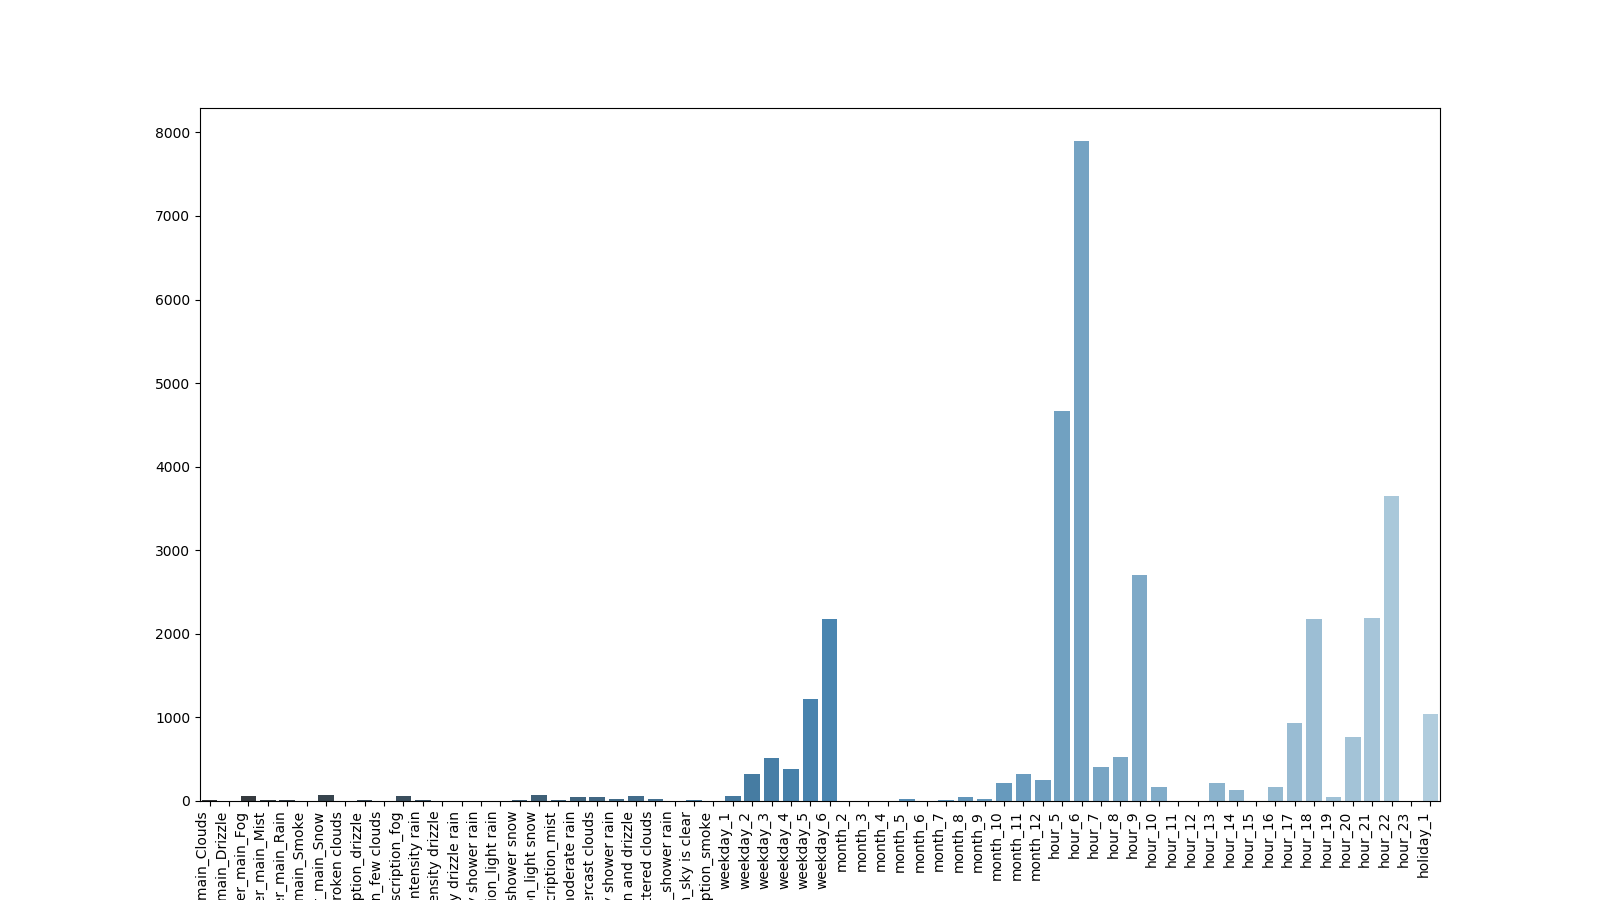 8000
7000
6000
5000
4000
3000
2000
1000
0
main_Clouds
main_Drizzle
er_main_Fog
er_main_Mist
er_main_Rain
main_Smoke
_main_Snow
roken clouds
ption_drizzle
n_few clouds
scription_fog
ntensity rain
ensity drizzle
y drizzle rain
shower rain
ion_light rain
shower snow
on_light snow
cription_mist
noderate rain
ercast clouds
shower rain
n and drizzle
ttered clouds
_shower rain
_sky is clear
ption_smoke
weekday_1
weekday_2
weekday_3
weekday_4
weekday_5
weekday_6
month_2
month_3
month_4
month_5
month_6
month_7
month_8
month_9
month_10
month_11
month_12
hour_5
hour_6
hour_7
hour_8
hour_9
hour_10
hour_11
hour_12
hour_13
hour_14
hour_15
hour_16
hour_17
hour_18
hour_19
hour_20
hour_21
hour_22
hour_23
holiday_1